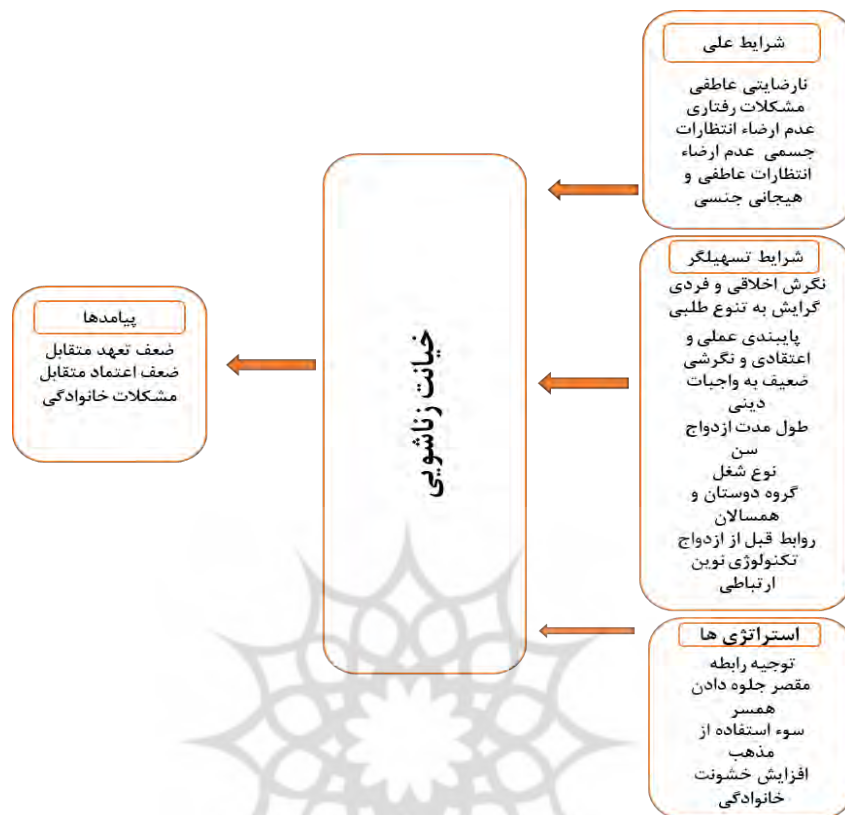 شرایط علی
نارضایتی عاطفی
مشکلات رفتاری
عدم ارضاء انتظارات
جسمی عدم ارضاء
انتظارات عاطفی و
هیجانی جنسی
شرایط تسهیلگر
نگرش اخلاقی و فردی
گرایش به تنوع طلبی
پایبندی عملی و
اعتقادی و نگرشی
ضعیف به واجبات
دینی
طول مدت ازدواج
سن
نوع شغل
گروه دوستان و
همسالان
روابط قبل از ازدواج
تکنولوژی نوین
ارتباطی
استراتژی ها
توجیه رابطه
مقصر جلوه دادن
همسر
سوء استفاده از
مذهب
افزایش خشونت
خانوادگی
خیانت زناشویی
پیامدها
ضعف تعهد متقابل
ضعف اعتماد متقابل
مشکلات خانوادگی